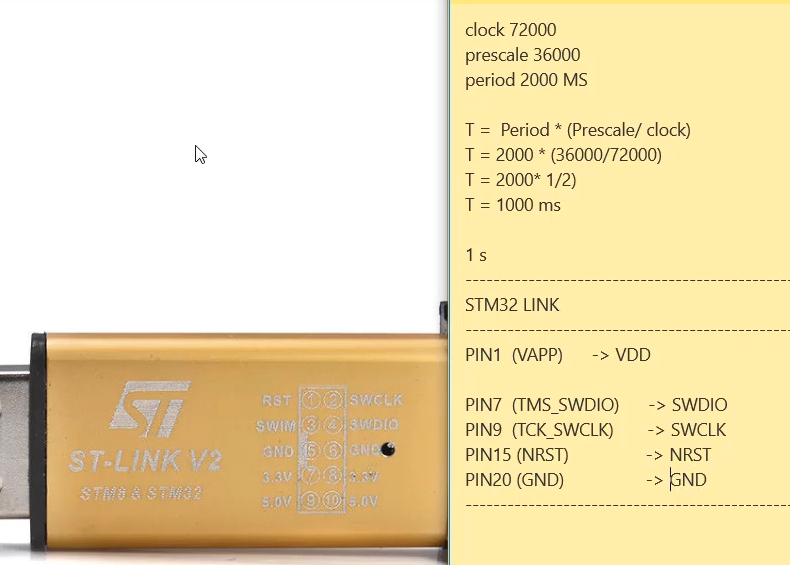 clock 72000
prescale 36000
period 2000 MS
T =  Period * (Prescale/ clock)
T = 2000 * (36000/72000)
T = 2000* 1/2)
T = 1000 ms
1 s
--------------------------------------------------
STM32 LINK
--------------------------------------------------
PIN1  (VAPP)      -> VDD
PIN7  (TMS_SWDIO)      -> SWDIO
PIN9  (TCK_SWCLK)       -> SWCLK
PIN15 (NRST)                -> NRST
PIN20 (GND)                 -> GND
--------------------------------------------------
ST
ST-LINK V2
STM8 & STM32
RST 1 2 SWCLK
SWIM 3 4 SWDIO
GND 5 6 GND
3.3V 7 8 3.3V
5.0V 9 10 5.0V